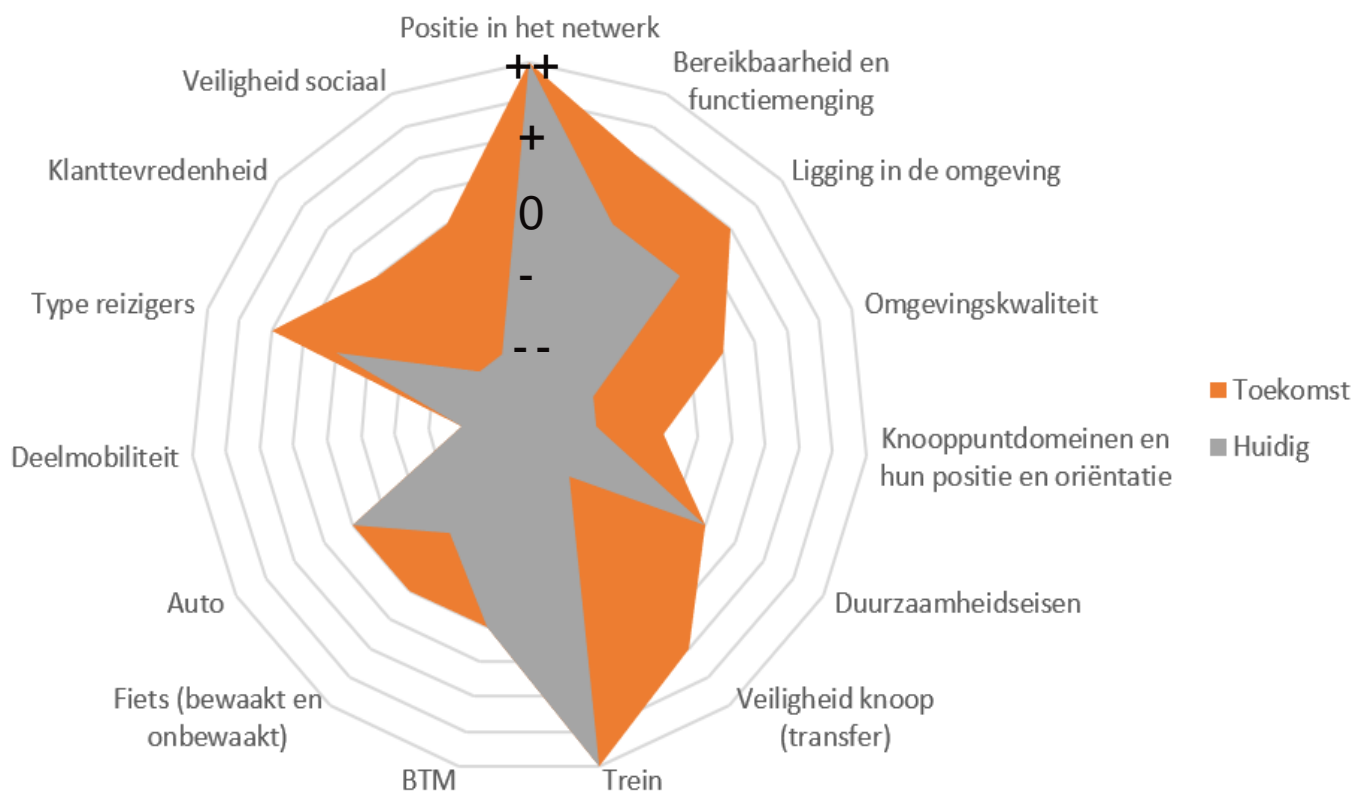 Positie in het netwerk
++
Bereikbaarheid en
functiemenging
Veiligheid sociaal
+
Klanttevredenheid
Ligging in de omgeving
0
-
Type reizigers
Omgevingskwaliteit
--
Toekomst
Huidig
Deelmobiliteit
Knooppuntdomeinen en
hun positie en oriëntatie
Auto
Duurzaamheidseisen
Fiets (bewaakt en
onbewaakt)
Veiligheid knoop
(transfer)
BTM
Trein